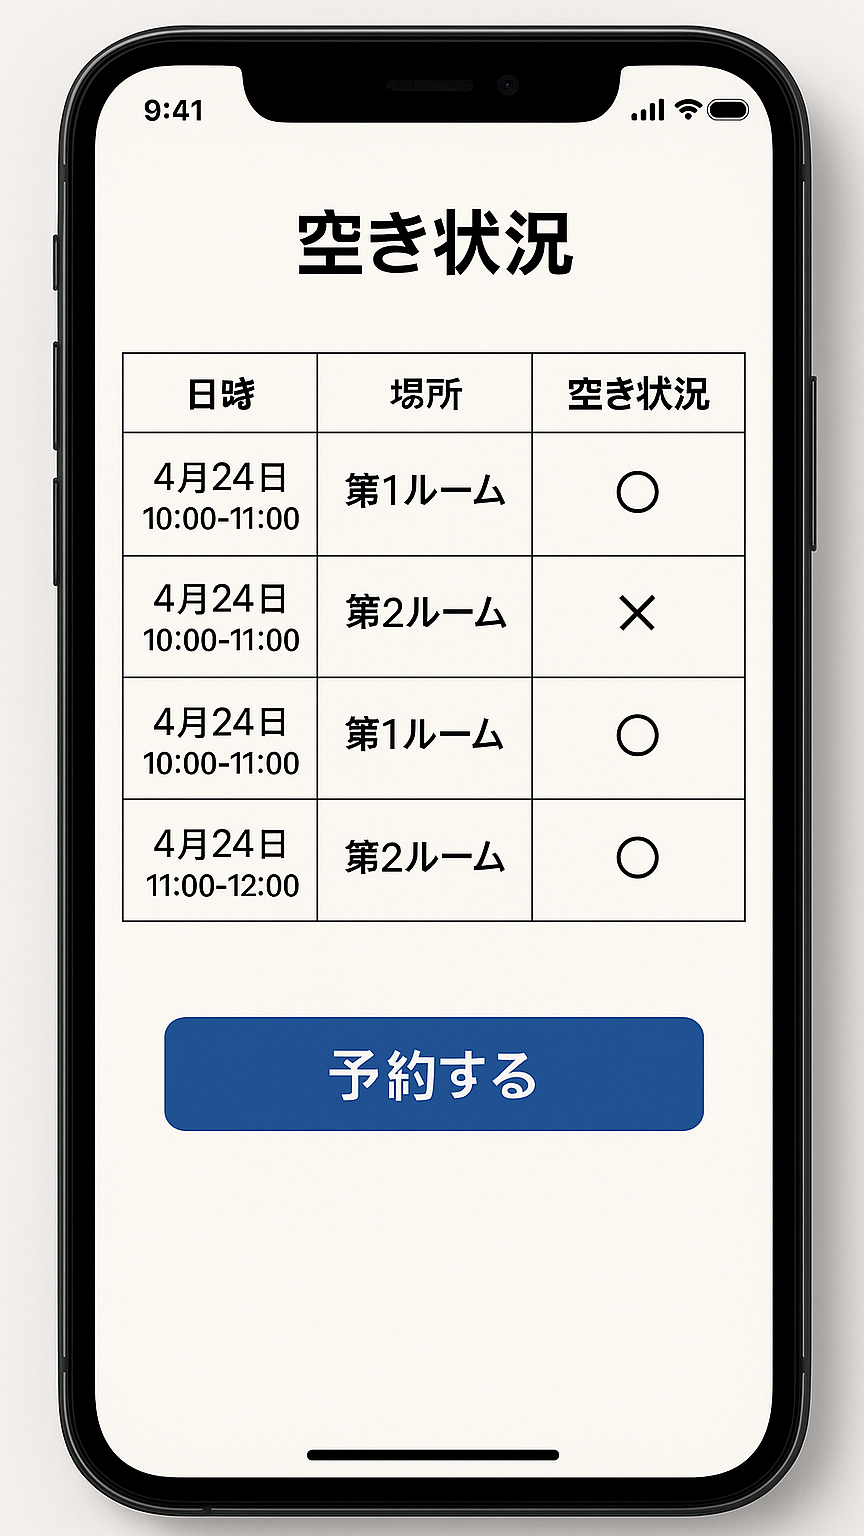 9:41
空き状況
日時 場所 空き状況
4月24日
10:00-11:00
第1ルーム ○
4月24日
10:00-11:00
第2ルーム ×
4月24日
10:00-11:00
第1ルーム ○
4月24日
11:00-12:00
第2ルーム ○
予約する